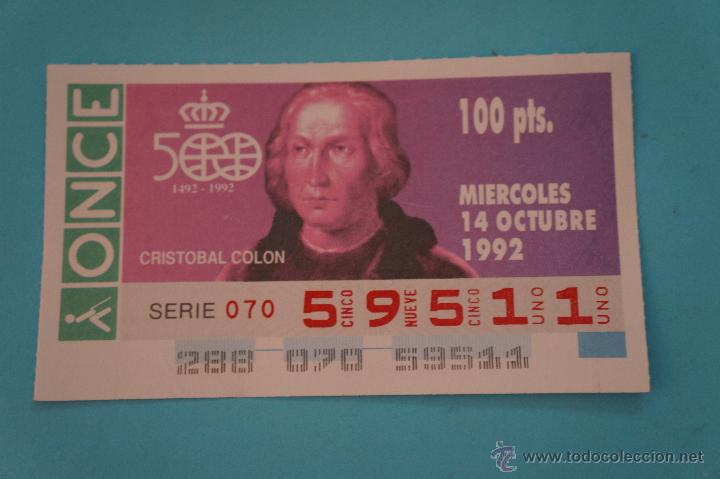 ONCE
500
1492 - 1992
CRISTOBAL COLON
100 pts.
MIERCOLES
14 OCTUBRE
1992
SERIE 070 5 CINCO 9 NUEVE 5 CINCO 1 UNO 1 UNO
288 070 59511
© www.todocoleccion.net